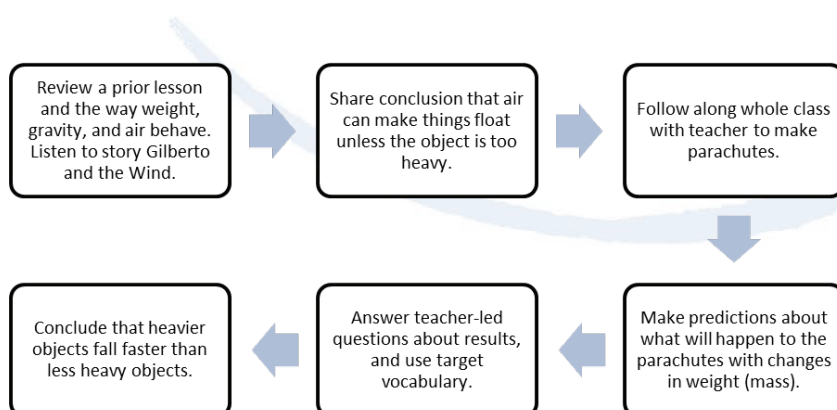 Review a prior lesson
and the way weight,
gravity, and air behave.
Listen to story Gilberto
and the Wind.
Share conclusion that air
can make things float
unless the object is too
heavy.
Follow along whole class
with teacher to make
parachutes.
Make predictions about
what will happen to the
parachutes with changes
in weight (mass).
Answer teacher-led
questions about results,
and use target
vocabulary.
Conclude that heavier
objects fall faster than
less heavy objects.